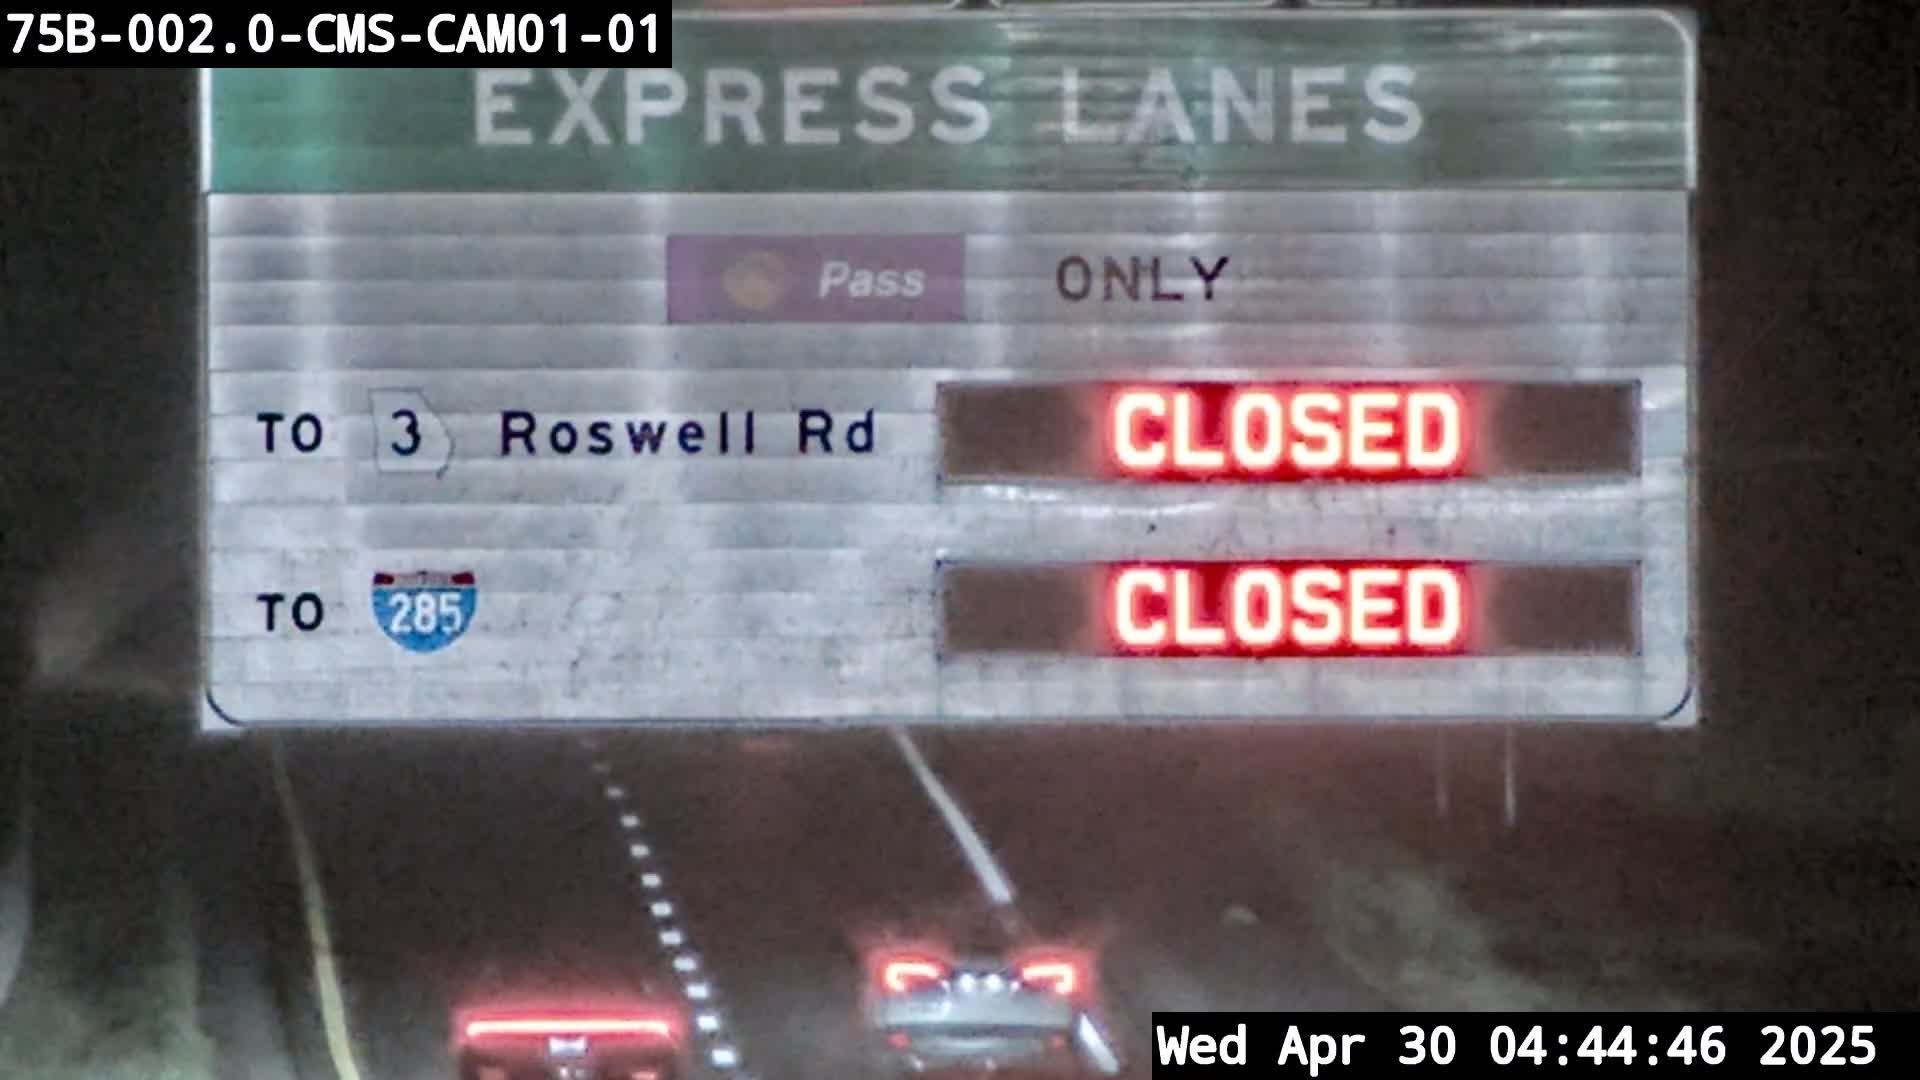 75B-002.0-CMS-CAM01-01
EXPRESS LANES
Pass ONLY
TO 3 Roswell Rd CLOSED
TO 285 CLOSED
Wed Apr 30 04:44:46 2025